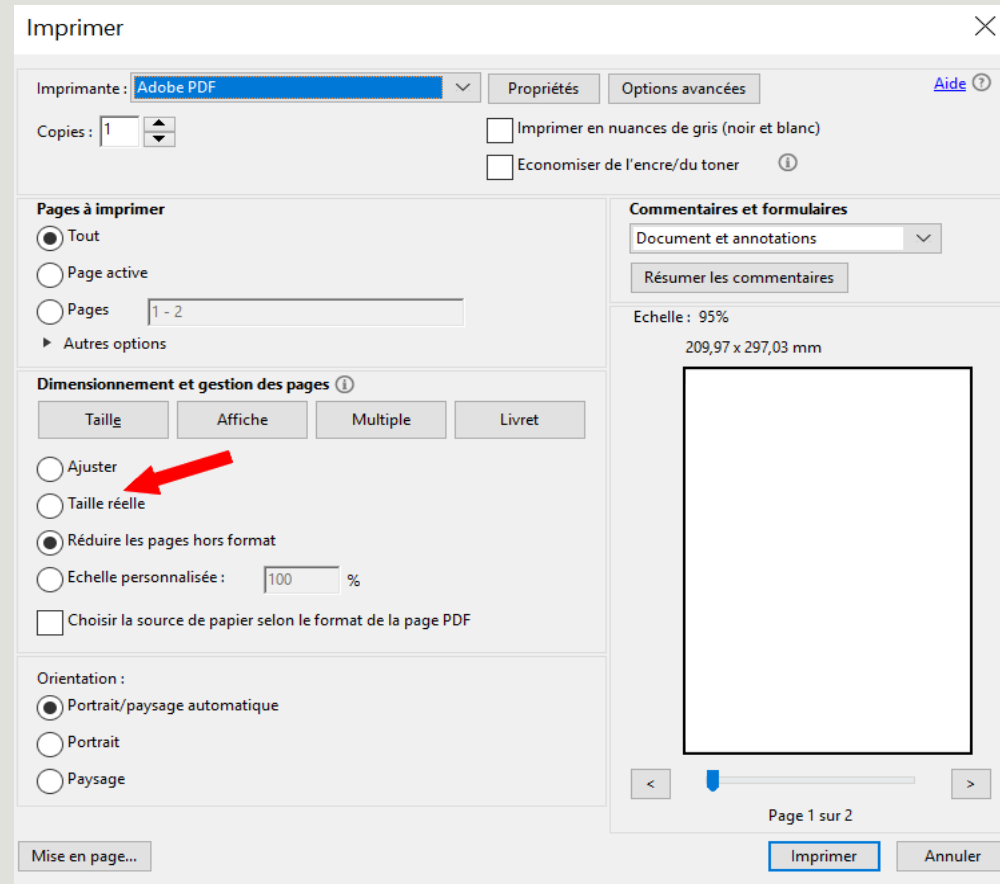 Imprimer
Imprimante : Adobe PDF Propriétés Options avancées Aide
Copies : 1 Imprimer en nuances de gris (noir et blanc)
Economiser de l'encre/du toner
Pages à imprimer
Tout
Page active
Pages 1 - 2
Autres options
Commentaires et formulaires
Document et annotations
Résumer les commentaires
Dimensionnement et gestion des pages
Taille Affiche Multiple Livret
Ajuster
Taille réelle
Réduire les pages hors format
Echelle personnalisée : 100 %
Choisir la source de papier selon le format de la page PDF
Orientation :
Portrait/paysage automatique
Portrait
Paysage
Echelle : 95%
209,97 x 297,03 mm
< >
Page 1 sur 2
Mise en page... Imprimer Annuler